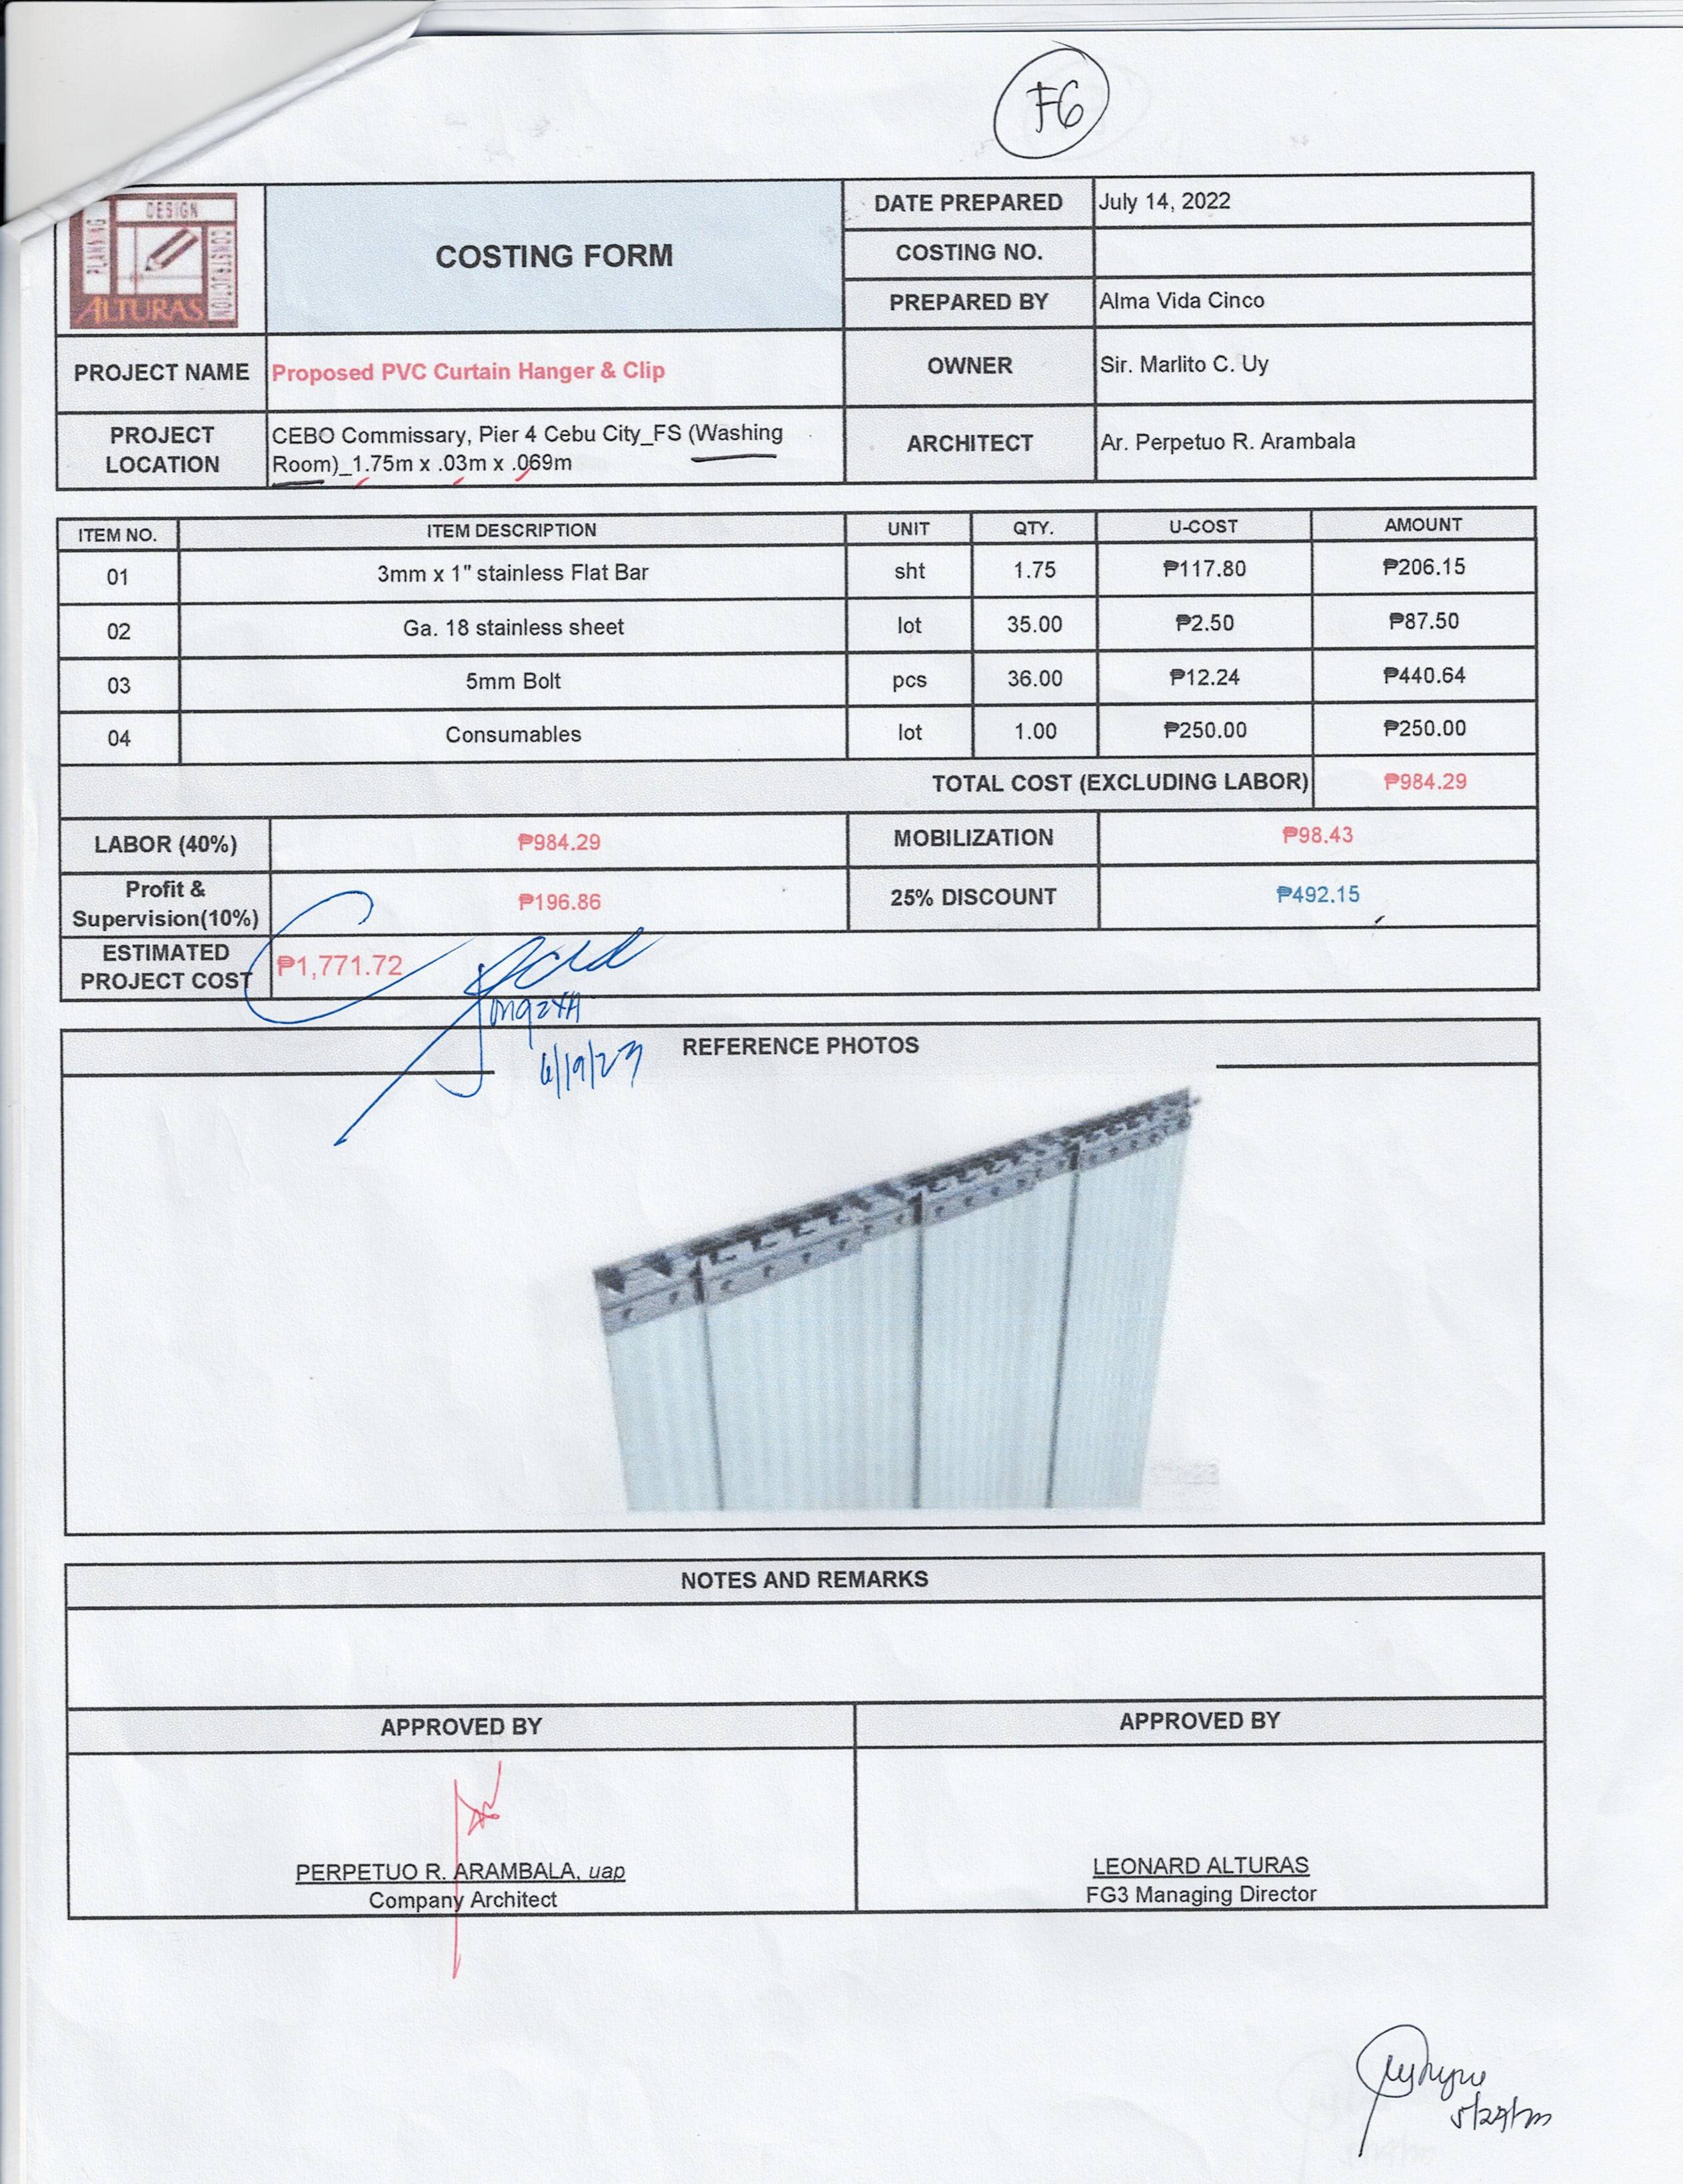 F6
DESIGN
PLANNING
CONSTRUCTION
ALTURAS
COSTING FORM
DATE PREPARED July 14, 2022
COSTING NO.
PREPARED BY Alma Vida Cinco
PROJECT NAME Proposed PVC Curtain Hanger & Clip OWNER Sir. Marlito C. Uy
PROJECT LOCATION CEBO Commissary, Pier 4 Cebu City_FS (Washing
Room)_1.75m x .03m x .069m ARCHITECT Ar. Perpetuo R. Arambala
ITEM NO. ITEM DESCRIPTION UNIT QTY. U-COST AMOUNT
01 3mm x 1" stainless Flat Bar sht 1.75 ₱117.80 ₱206.15
02 Ga. 18 stainless sheet lot 35.00 ₱2.50 ₱87.50
03 5mm Bolt pcs 36.00 ₱12.24 ₱440.64
04 Consumables lot 1.00 ₱250.00 ₱250.00
TOTAL COST (EXCLUDING LABOR) ₱984.29
LABOR (40%) ₱984.29 MOBILIZATION ₱98.43
Profit &
Supervision(10%) ₱196.86 25% DISCOUNT ₱492.15
ESTIMATED
PROJECT COST ₱1,771.72
6/19/23
REFERENCE PHOTOS
NOTES AND REMARKS
APPROVED BY APPROVED BY
PERPETUO R. ARAMBALA, uap LEONARD ALTURAS
Company Architect FG3 Managing Director